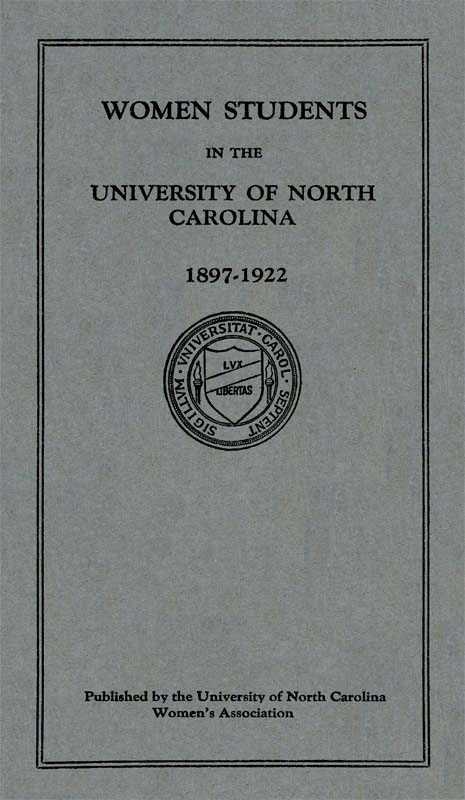 WOMEN STUDENTS
IN THE
UNIVERSITY OF NORTH
CAROLINA
1897-1922
SIGILLVM · VNIVERSITAT · CAROL · SEPTENT
LVX
LIBERTAS
Published by the University of North Carolina
Women's Association